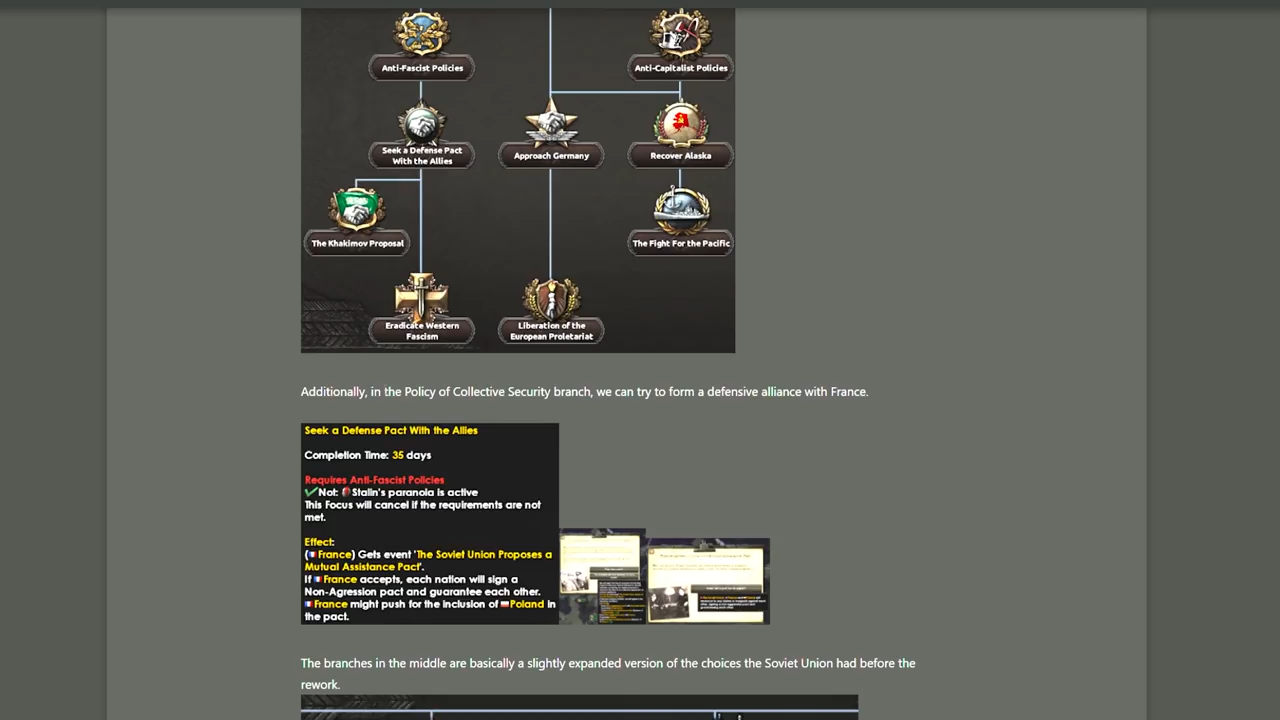 Anti-Fascist Policies
Anti-Capitalist Policies
Seek a Defense Pact
With the Allies
Approach Germany
Recover Alaska
The Khakimov Proposal
The Fight For the Pacific
Eradicate Western
Fascism
Liberation of the
European Proletariat
Additionally, in the Policy of Collective Security branch, we can try to form a defensive alliance with France.
Seek a Defense Pact With the Allies
Completion Time: 35 days
Requires Anti-Fascist Policies
Not: Stalin's paranoia is active
This Focus will cancel if the requirements are not
met.
Effect:
(France) Gets event 'The Soviet Union Proposes a
Mutual Assistance Pact'.
If France accepts, each nation will sign a
Non-Agression pact and guarantee each other.
France might push for the inclusion of Poland in
the pact.
The branches in the middle are basically a slightly expanded version of the choices the Soviet Union had before the
rework.